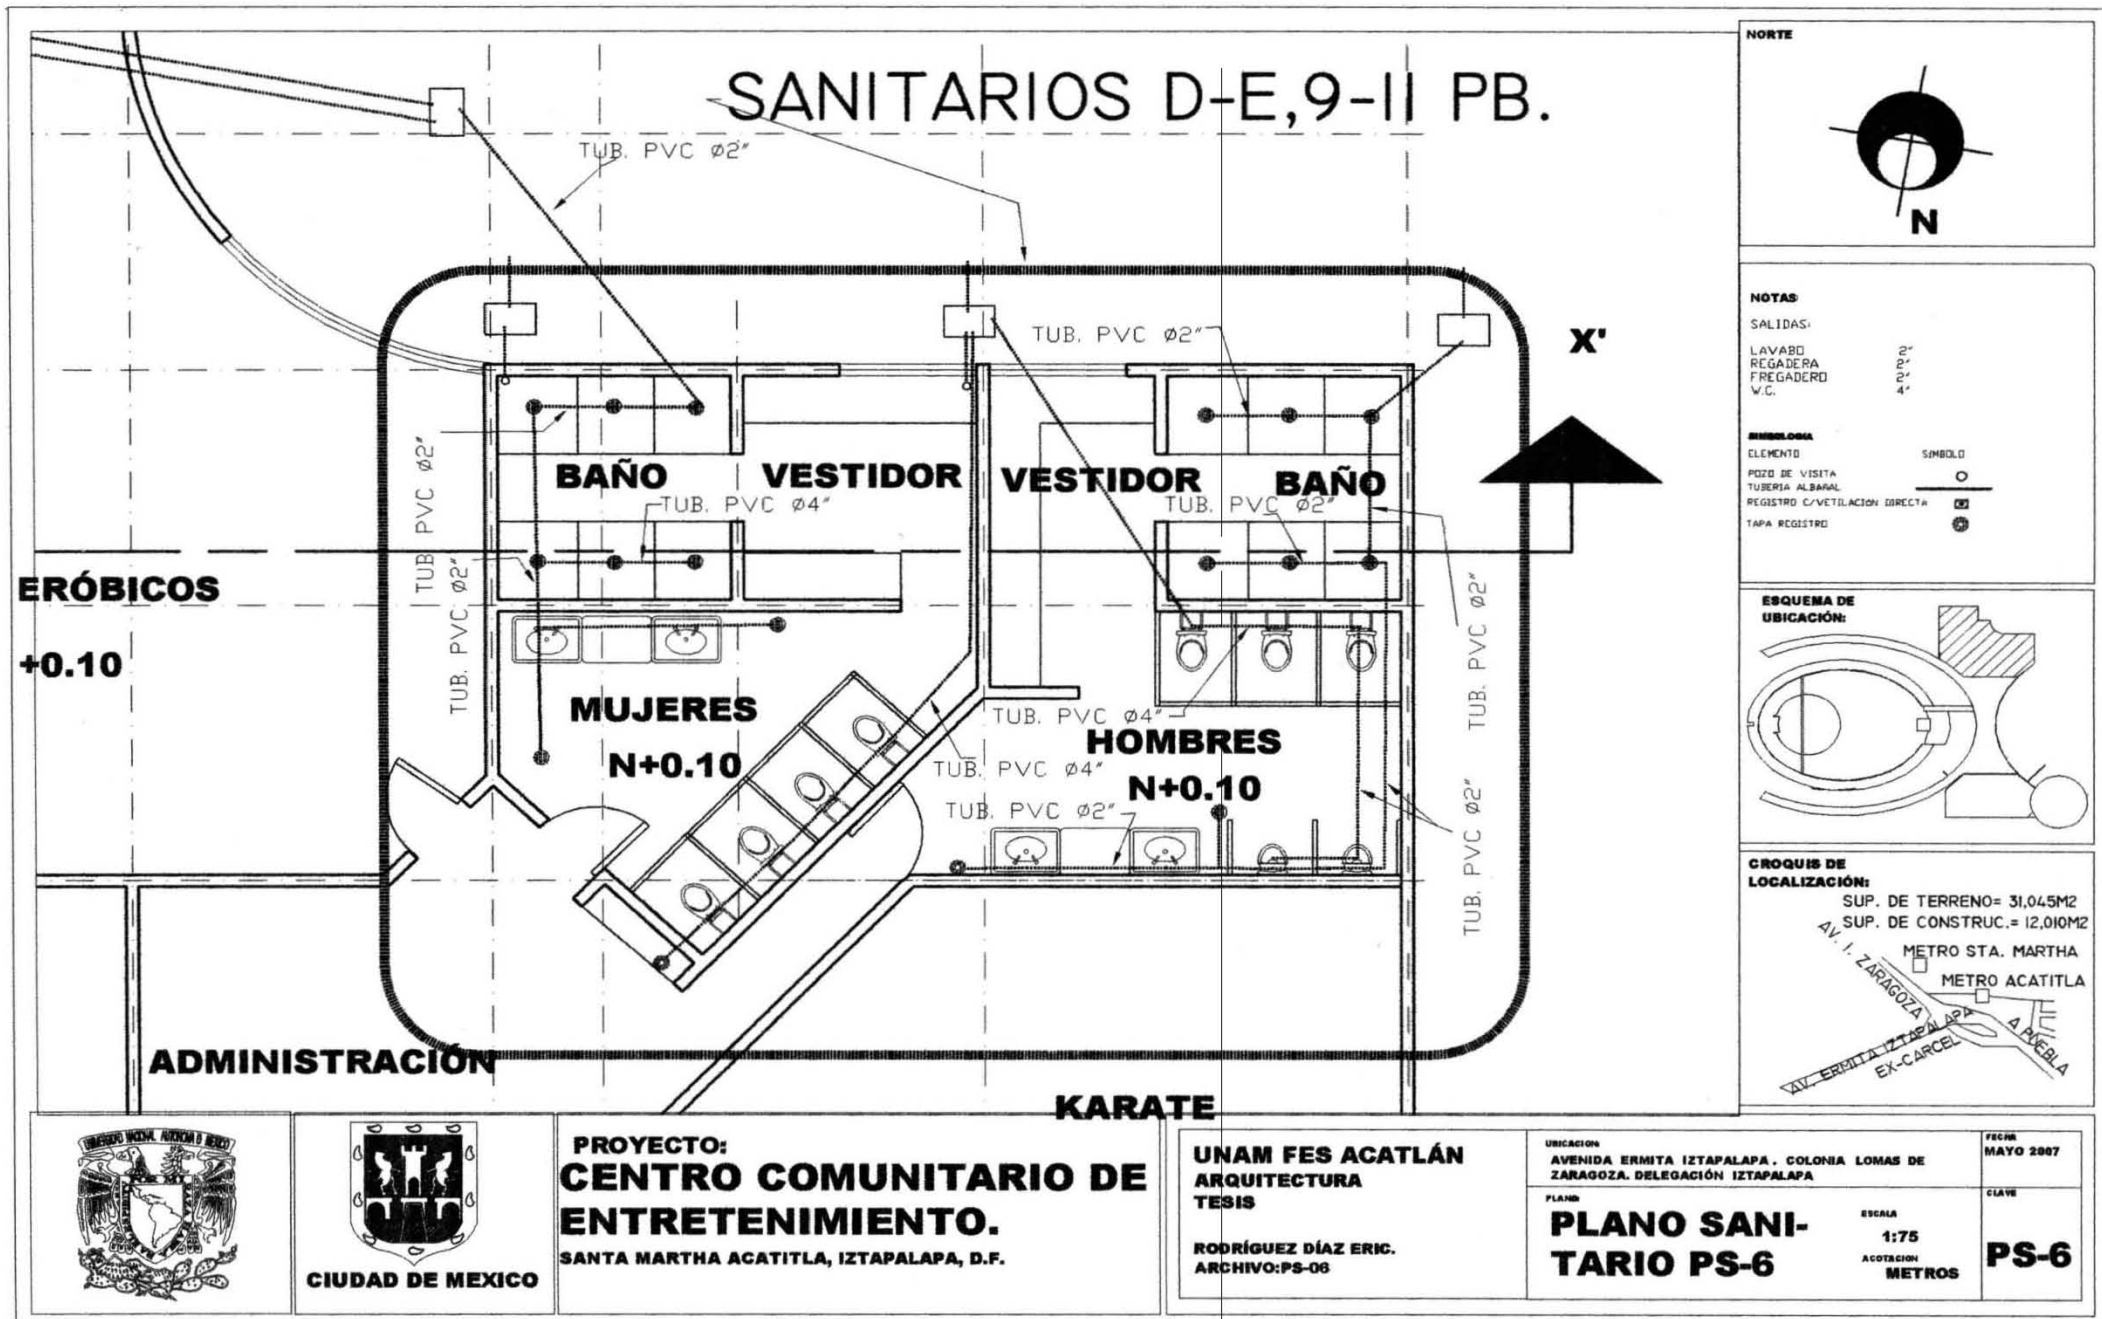 SANITARIOS D-E,9-11 PB.
TUB. PVC ø2"
TUB. PVC ø2"
X'
TUB. PVC ø2"
BAÑO
VESTIDOR
VESTIDOR
BAÑO
TUB. PVC ø4"
TUB. PVC ø2"
TUB. PVC ø2"
TUB. PVC ø2"
ERÓBICOS
+0.10
MUJERES
N+0.10
TUB. PVC ø4"
HOMBRES
N+0.10
TUB. PVC ø4"
TUB. PVC ø2"
TUB. PVC ø2"
TUB. PVC ø2"
ADMINISTRACIÓN
KARATE
NORTE
N
NOTAS
SALIDAS:
LAVABO 2"
REGADERA 2"
FREGADERO 2"
W.C. 4"
SIMBOLOGIA
ELEMENTO SIMBOLO
POZO DE VISITA
TUBERIA ALBAÑAL
REGISTRO C/VETILACION DIRECTA
TAPA REGISTRO
ESQUEMA DE
UBICACIÓN:
CROQUIS DE
LOCALIZACIÓN:
SUP. DE TERRENO= 31,045M2
SUP. DE CONSTRUC.= 12,010M2
AV. I. ZARAGOZA
METRO STA. MARTHA
METRO ACATITLA
AV. ERMITA IZTAPALAPA
EX-CARCEL
A PUEBLA
CIUDAD DE MEXICO
PROYECTO:
CENTRO COMUNITARIO DE
ENTRETENIMIENTO.
SANTA MARTHA ACATITLA, IZTAPALAPA, D.F.
UNAM FES ACATLÁN
ARQUITECTURA
TESIS
RODRÍGUEZ DÍAZ ERIC.
ARCHIVO:PS-06
UBICACION
AVENIDA ERMITA IZTAPALAPA, COLONIA LOMAS DE
ZARAGOZA. DELEGACIÓN IZTAPALAPA
FECHA
MAYO 2007
PLANO
PLANO SANI-
TARIO PS-6
ESCALA
1:75
ACOTACION
METROS
CLAVE
PS-6